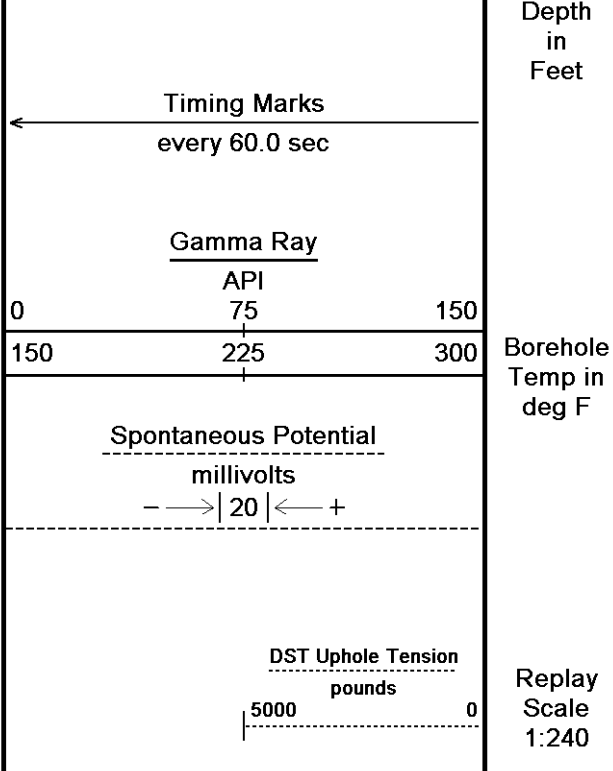 Depth
in
Feet
Timing Marks
every 60.0 sec
Gamma Ray
API
0 75 150
150 225 300
Borehole
Temp in
deg F
Spontaneous Potential
millivolts
− → | 20 | ← +
DST Uphole Tension
pounds
5000 0
Replay
Scale
1:240